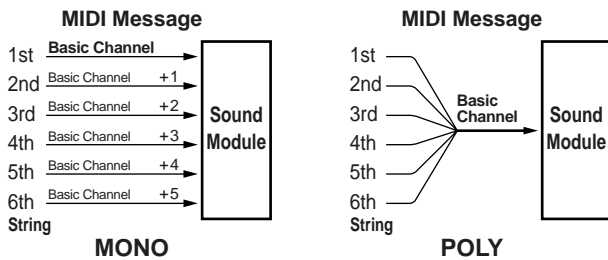 MIDI Message
1st Basic Channel
2nd Basic Channel +1
3rd Basic Channel +2
4th Basic Channel +3
5th Basic Channel +4
6th Basic Channel +5
String
Sound
Module
MONO
MIDI Message
1st
2nd
3rd
4th
5th
6th
String
Basic
Channel
Sound
Module
POLY